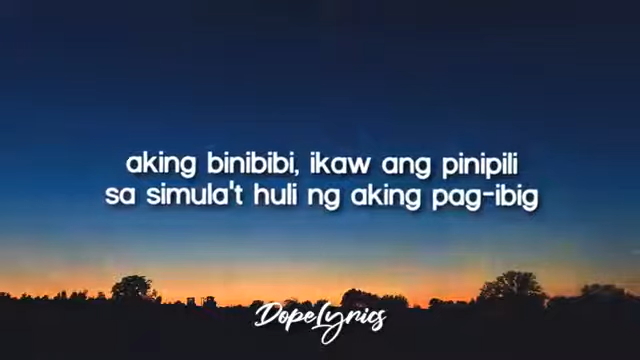 aking binibibi, ikaw ang pinipili
sa simula't huli ng aking pag-ibig
DopeLyrics